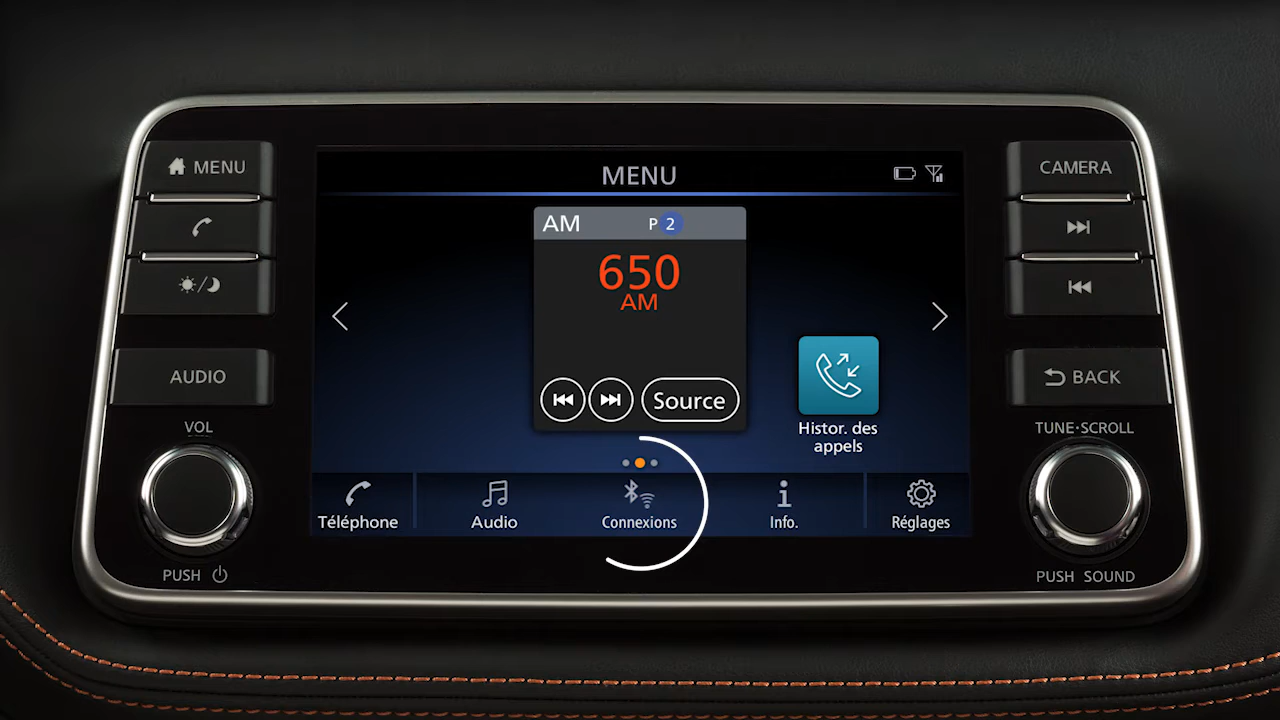 MENU
AUDIO
VOL
PUSH
MENU
AM P 2
650
AM
Source
Histor. des
appels
Téléphone
Audio
Connexions
Info.
Réglages
CAMERA
BACK
TUNE·SCROLL
PUSH SOUND